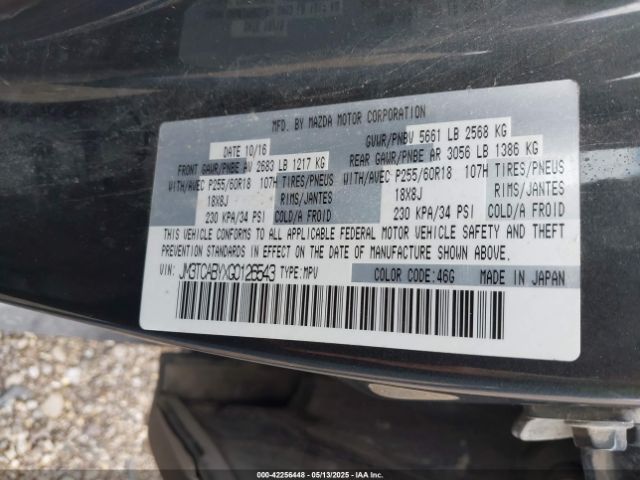 MFD. BY MAZDA MOTOR CORPORATION
DATE 10/16
GVWR/PNBV 5661 LB 2568 KG
FRONT GAWR/PNBE AV 2683 LB 1217 KG
REAR GAWR/PNBE AR 3056 LB 1386 KG
WITH/AVEC P255/60R18 107H TIRES/PNEUS
WITH/AVEC P255/60R18 107H TIRES/PNEUS
18X8J RIMS/JANTES
18X8J RIMS/JANTES
230 KPA/34 PSI COLD/A FROID
230 KPA/34 PSI COLD/A FROID
THIS VEHICLE CONFORMS TO ALL APPLICABLE FEDERAL MOTOR VEHICLE SAFETY AND THEFT
PREVENTION STANDARDS IN EFFECT ON THE DATE OF MANUFACTURE SHOWN ABOVE.
VIN: JM3TCABYXG0126543 TYPE:MPV COLOR CODE:46G MADE IN JAPAN
000-42256448 - 05/13/2025 - IAA Inc.